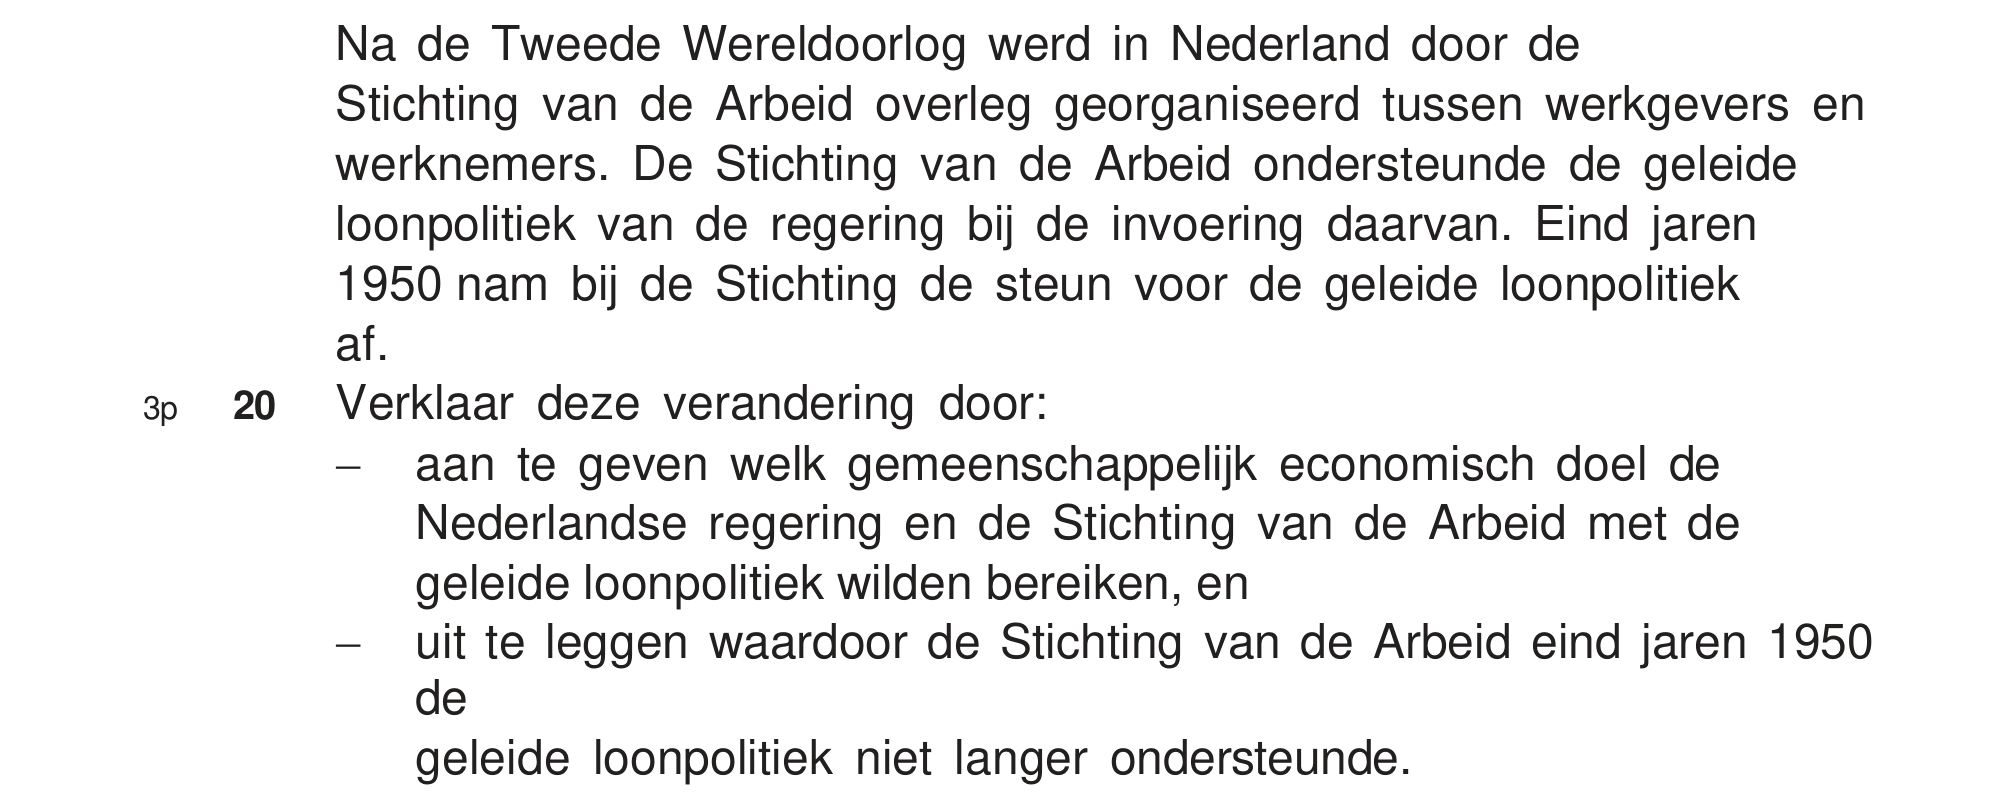 Na de Tweede Wereldoorlog werd in Nederland door de
Stichting van de Arbeid overleg georganiseerd tussen werkgevers en
werknemers. De Stichting van de Arbeid ondersteunde de geleide
loonpolitiek van de regering bij de invoering daarvan. Eind jaren
1950 nam bij de Stichting de steun voor de geleide loonpolitiek
af.
3p 20 Verklaar deze verandering door:
– aan te geven welk gemeenschappelijk economisch doel de
Nederlandse regering en de Stichting van de Arbeid met de
geleide loonpolitiek wilden bereiken, en
– uit te leggen waardoor de Stichting van de Arbeid eind jaren 1950
de
geleide loonpolitiek niet langer ondersteunde.